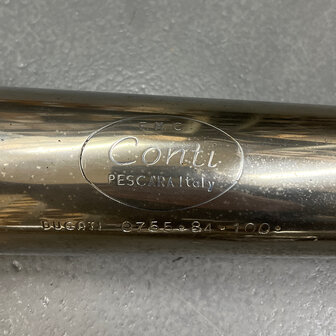 Conti
PESCARA Italy
DUCATI 0765*84*100*